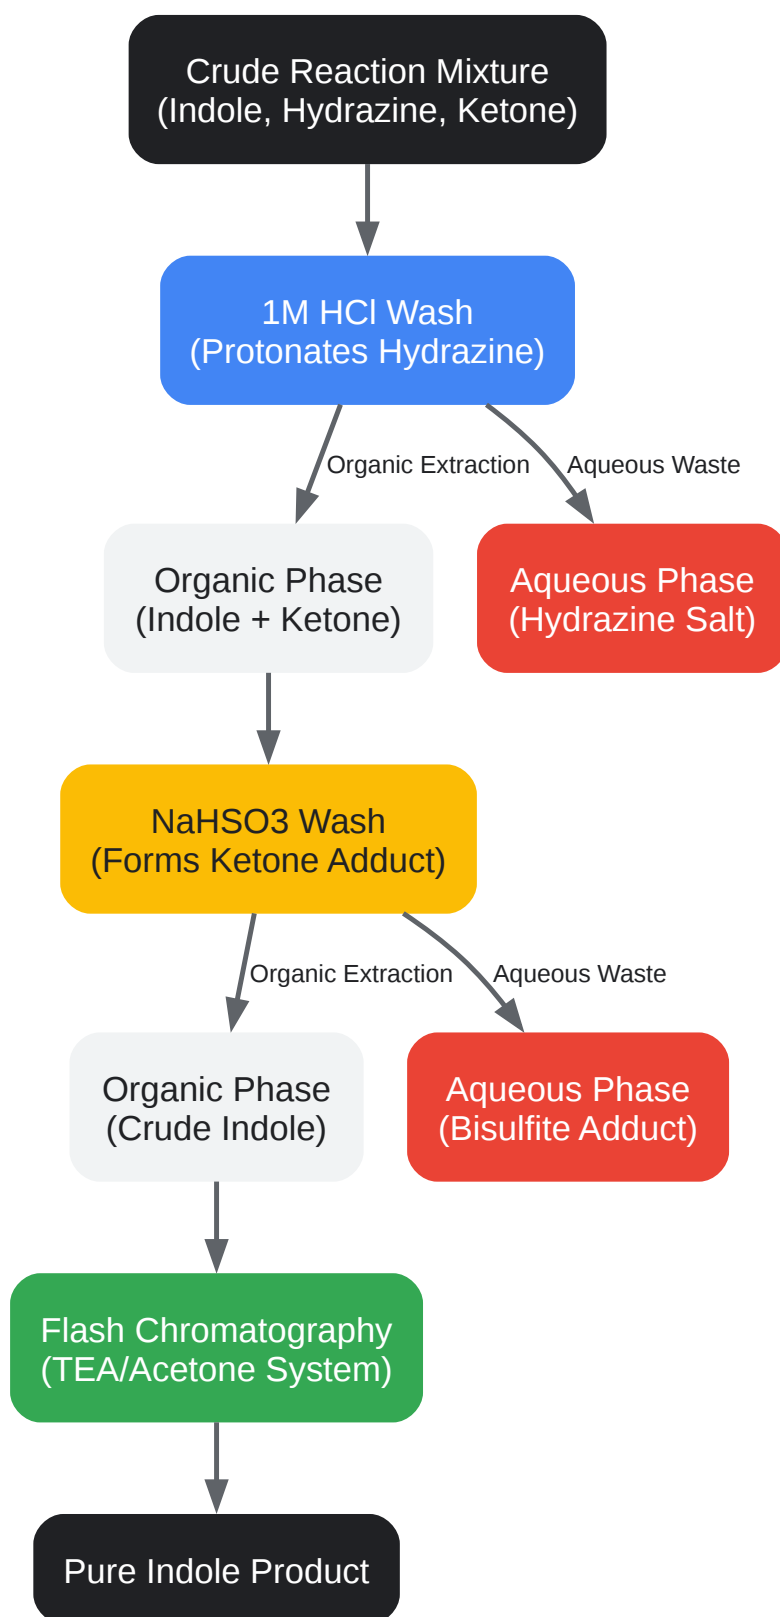 Crude Reaction Mixture
(Indole, Hydrazine, Ketone)
1M HCl Wash
(Protonates Hydrazine)
Organic Extraction
Aqueous Waste
Organic Phase
(Indole + Ketone)
Aqueous Phase
(Hydrazine Salt)
NaHSO3 Wash
(Forms Ketone Adduct)
Organic Extraction
Aqueous Waste
Organic Phase
(Crude Indole)
Aqueous Phase
(Bisulfite Adduct)
Flash Chromatography
(TEA/Acetone System)
Pure Indole Product